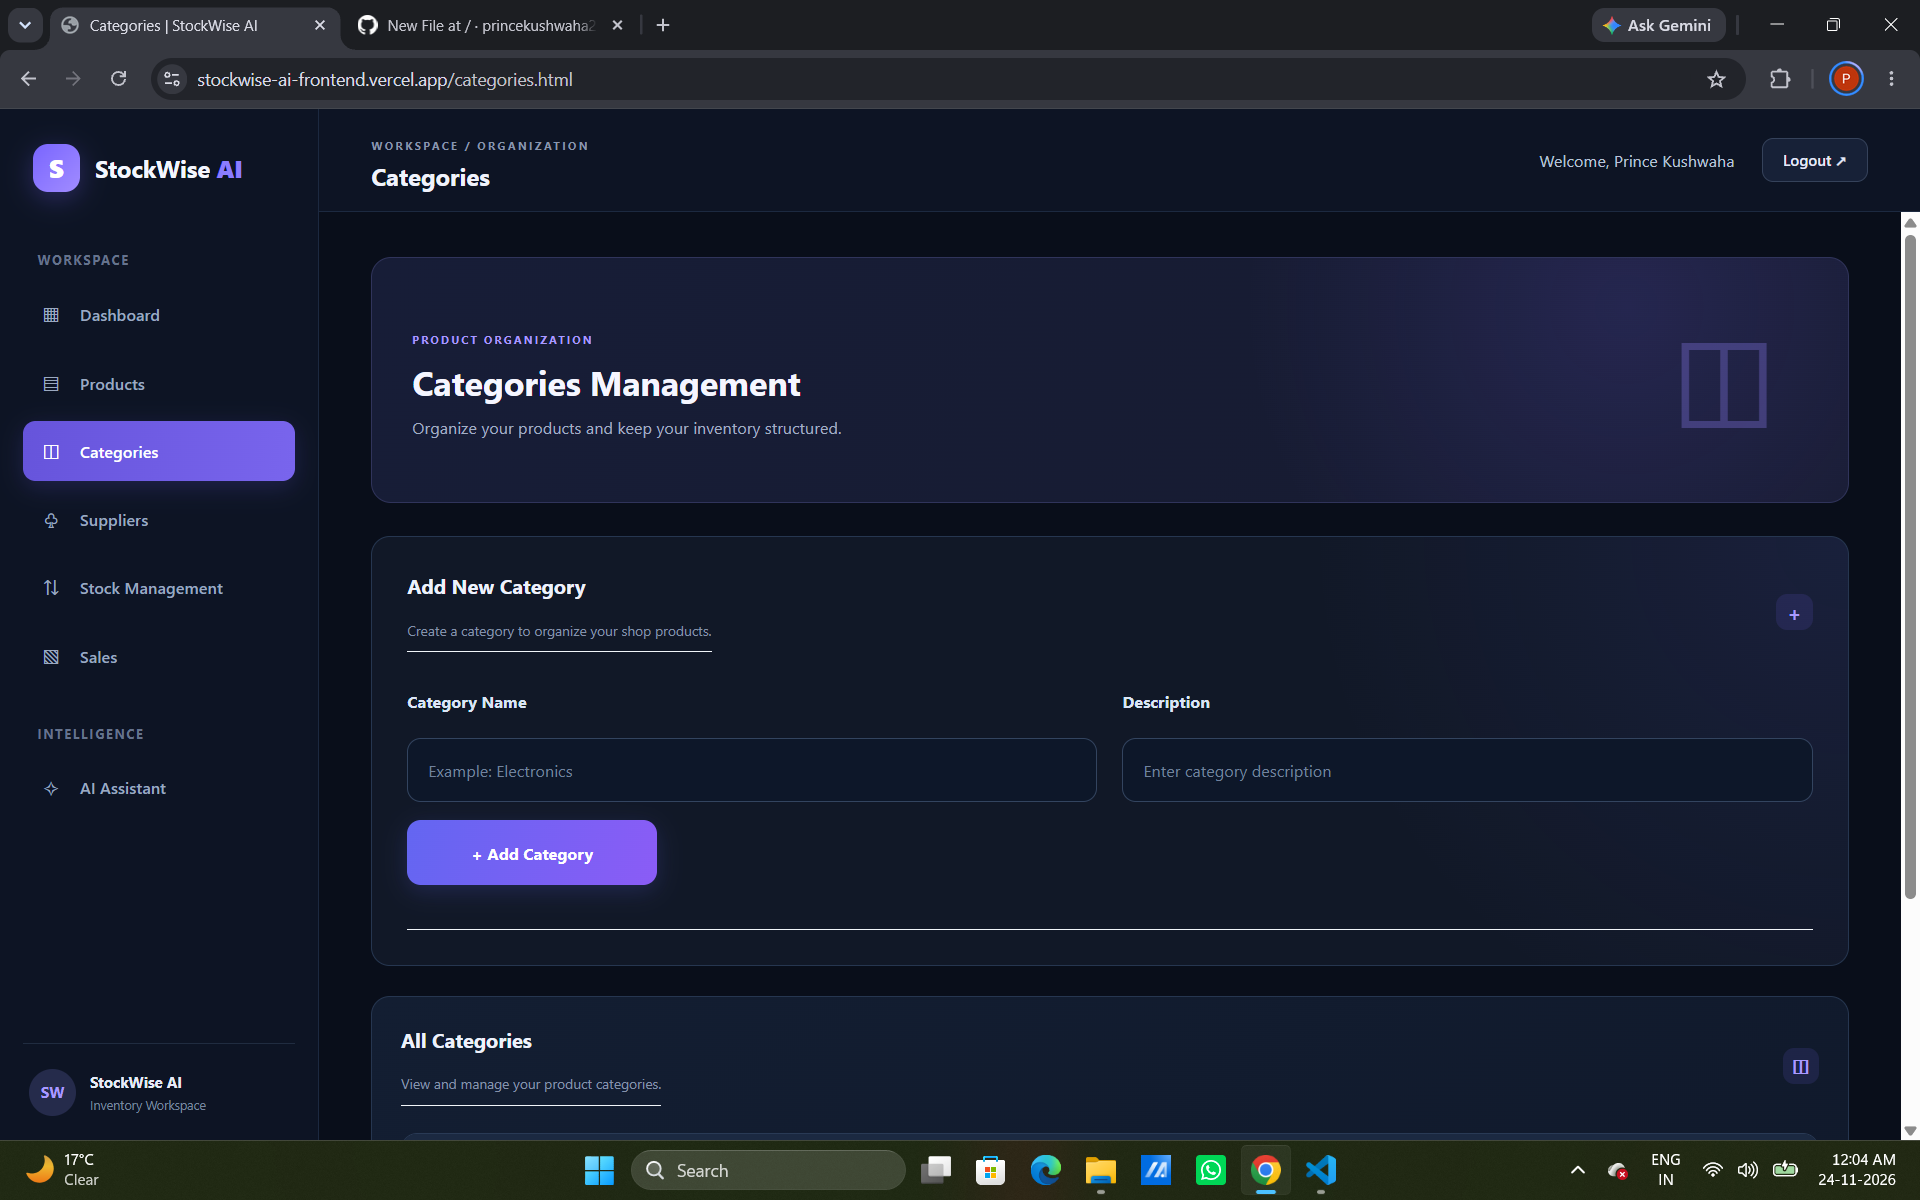 Categories | StockWise AI
New File at / · princekushwaha2
Ask Gemini
stockwise-ai-frontend.vercel.app/categories.html
P
S
StockWise AI
WORKSPACE / ORGANIZATION
Categories
Welcome, Prince Kushwaha
Logout ↗
WORKSPACE
Dashboard
Products
Categories
Suppliers
Stock Management
Sales
INTELLIGENCE
AI Assistant
SW
StockWise AI
Inventory Workspace
PRODUCT ORGANIZATION
Categories Management
Organize your products and keep your inventory structured.
Add New Category
Create a category to organize your shop products.
+
Category Name
Description
Example: Electronics
Enter category description
+ Add Category
All Categories
View and manage your product categories.
17°C
Clear
Search
ENG
IN
12:04 AM
24-11-2026